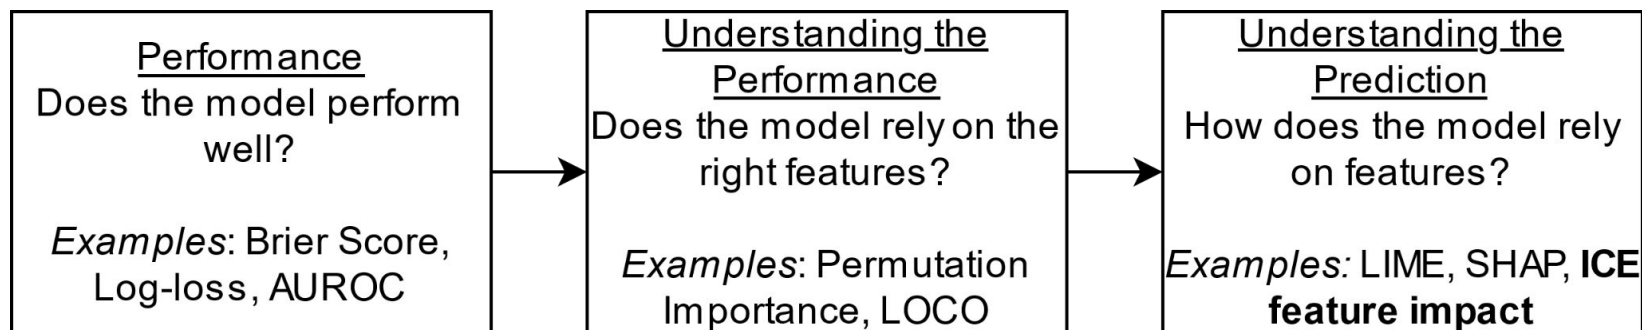 Performance
Does the model perform
well?
Examples: Brier Score,
Log-loss, AUROC
Understanding the
Performance
Does the model rely on the
right features?
Examples: Permutation
Importance, LOCO
Understanding the
Prediction
How does the model rely
on features?
Examples: LIME, SHAP, ICE
feature impact